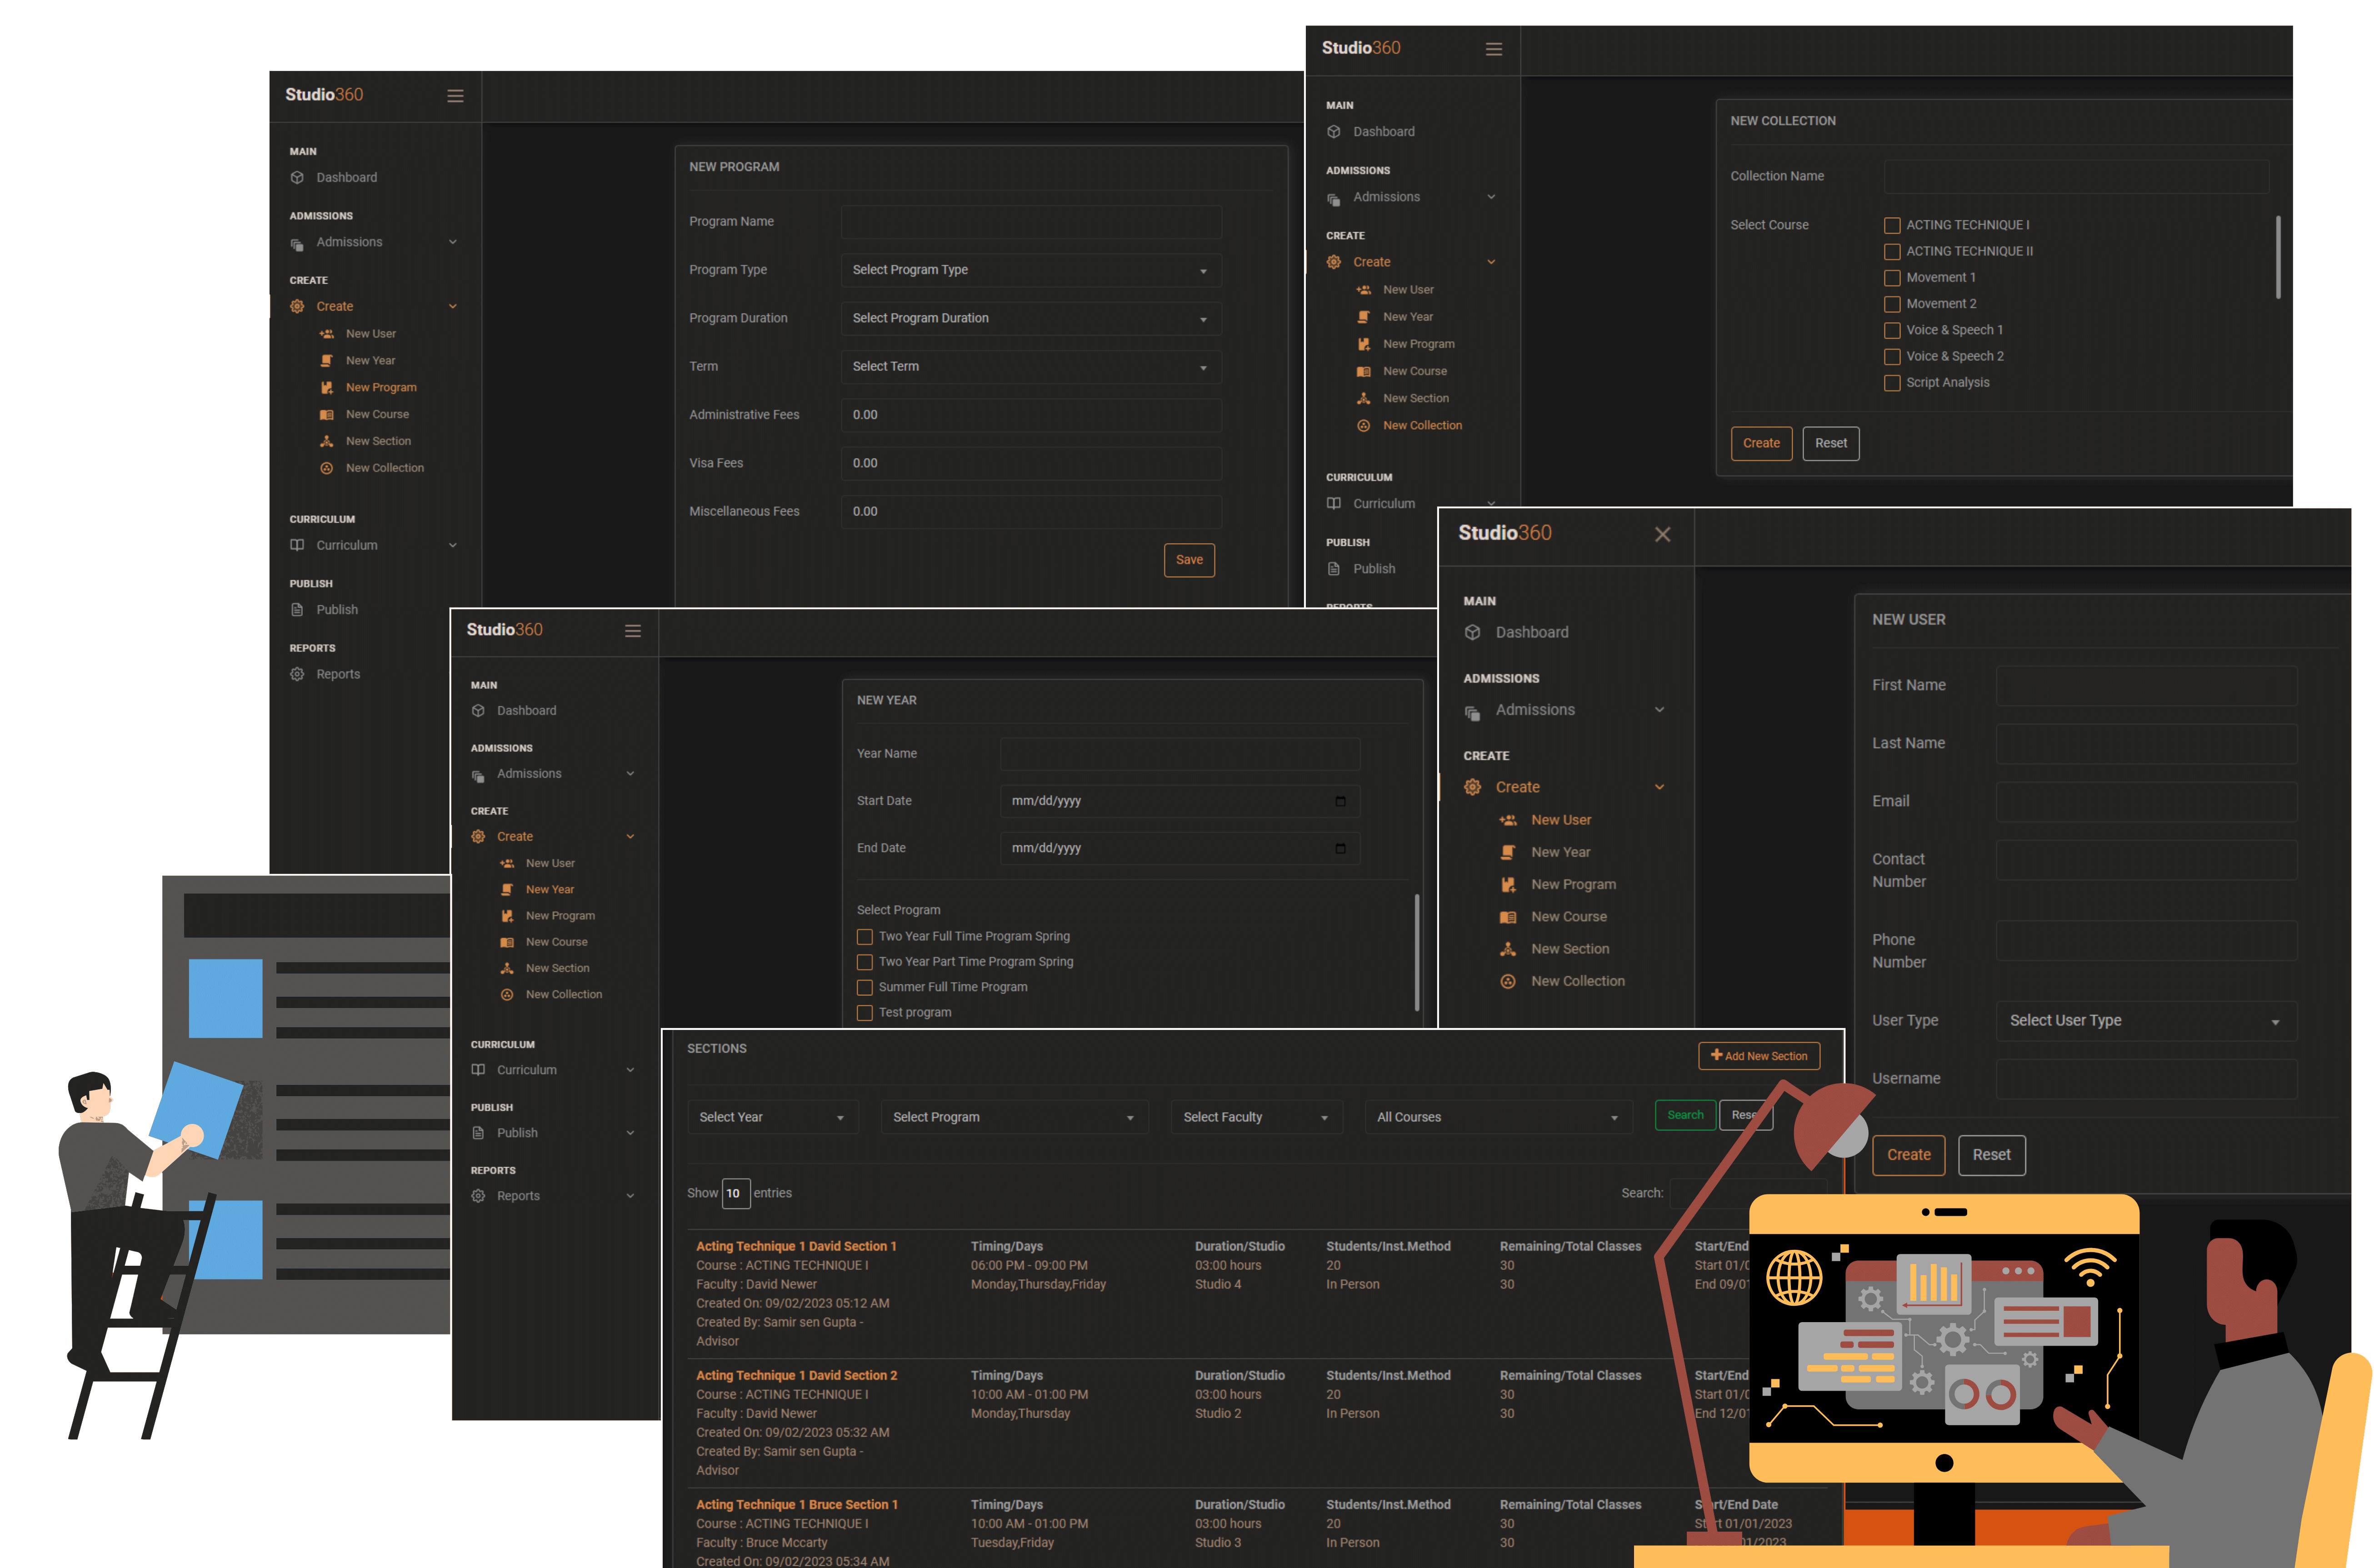 Studio360
MAIN
Dashboard
ADMISSIONS
Admissions
CREATE
Create
New User
New Year
New Program
New Course
New Section
New Collection
CURRICULUM
Curriculum
PUBLISH
Publish
REPORTS
Reports
NEW PROGRAM
Program Name
Program Type Select Program Type
Program Duration Select Program Duration
Term Select Term
Administrative Fees 0.00
Visa Fees 0.00
Miscellaneous Fees 0.00
Save
Studio360
MAIN
Dashboard
ADMISSIONS
Admissions
CREATE
Create
New User
New Year
New Program
New Course
New Section
New Collection
CURRICULUM
Curriculum
PUBLISH
Publish
REPORTS
NEW COLLECTION
Collection Name
Select Course ACTING TECHNIQUE I
ACTING TECHNIQUE II
Movement 1
Movement 2
Voice & Speech 1
Voice & Speech 2
Script Analysis
Create Reset
Studio360
MAIN
Dashboard
ADMISSIONS
Admissions
CREATE
Create
New User
New Year
New Program
New Course
New Section
New Collection
CURRICULUM
Curriculum
PUBLISH
Publish
REPORTS
Reports
NEW YEAR
Year Name
Start Date mm/dd/yyyy
End Date mm/dd/yyyy
Select Program
Two Year Full Time Program Spring
Two Year Part Time Program Spring
Summer Full Time Program
Test program
Studio360
MAIN
Dashboard
ADMISSIONS
Admissions
CREATE
Create
New User
New Year
New Program
New Course
New Section
New Collection
NEW USER
First Name
Last Name
Email
Contact
Number
Phone
Number
User Type Select User Type
Username
Create Reset
SECTIONS
Add New Section
Select Year Select Program Select Faculty All Courses Search Rese
Show 10 entries Search:
Acting Technique 1 David Section 1 Timing/Days Duration/Studio Students/Inst.Method Remaining/Total Classes Start/End
Course : ACTING TECHNIQUE I 06:00 PM - 09:00 PM 03:00 hours 20 30 Start 01/0
Faculty : David Newer Monday,Thursday,Friday Studio 4 In Person 30 End 09/01
Created On: 09/02/2023 05:12 AM
Created By: Samir sen Gupta -
Advisor
Acting Technique 1 David Section 2 Timing/Days Duration/Studio Students/Inst.Method Remaining/Total Classes Start/End
Course : ACTING TECHNIQUE I 10:00 AM - 01:00 PM 03:00 hours 20 30 Start 01/0
Faculty : David Newer Monday,Thursday Studio 2 In Person 30 End 12/01
Created On: 09/02/2023 05:32 AM
Created By: Samir sen Gupta -
Advisor
Acting Technique 1 Bruce Section 1 Timing/Days Duration/Studio Students/Inst.Method Remaining/Total Classes Start/End Date
Course : ACTING TECHNIQUE I 10:00 AM - 01:00 PM 03:00 hours 20 30 Start 01/01/2023
Faculty : Bruce Mccarty Tuesday,Friday Studio 3 In Person 30 01/2023
Created On: 09/02/2023 05:34 AM